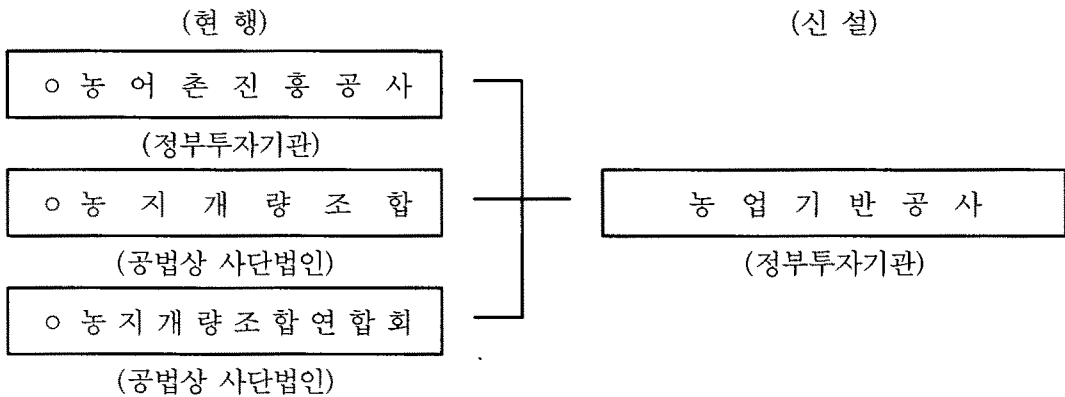 (현 행) (신 설)
○ 농 어 촌 진 흥 공 사
(정부투자기관)
○ 농 지 개 량 조 합 농 업 기 반 공 사
(공법상 사단법인) (정부투자기관)
○ 농 지 개 량 조 합 연 합 회
(공법상 사단법인)